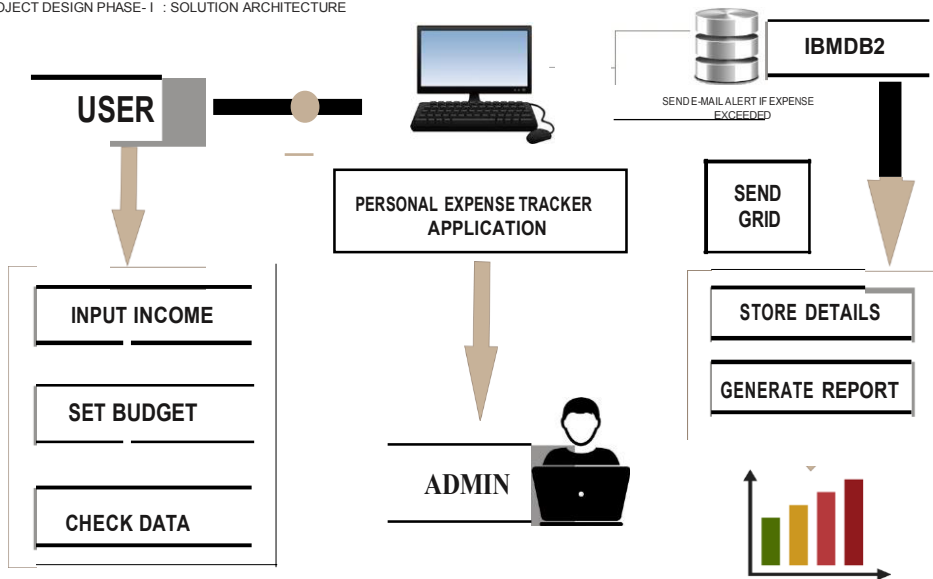 OJECT DESIGN PHASE- I : SOLUTION ARCHITECTURE
IBMDB2
USER
SEND E-MAIL ALERT IF EXPENSE
EXCEEDED
PERSONAL EXPENSE TRACKER
APPLICATION
SEND
GRID
INPUT INCOME
SET BUDGET
CHECK DATA
STORE DETAILS
GENERATE REPORT
ADMIN